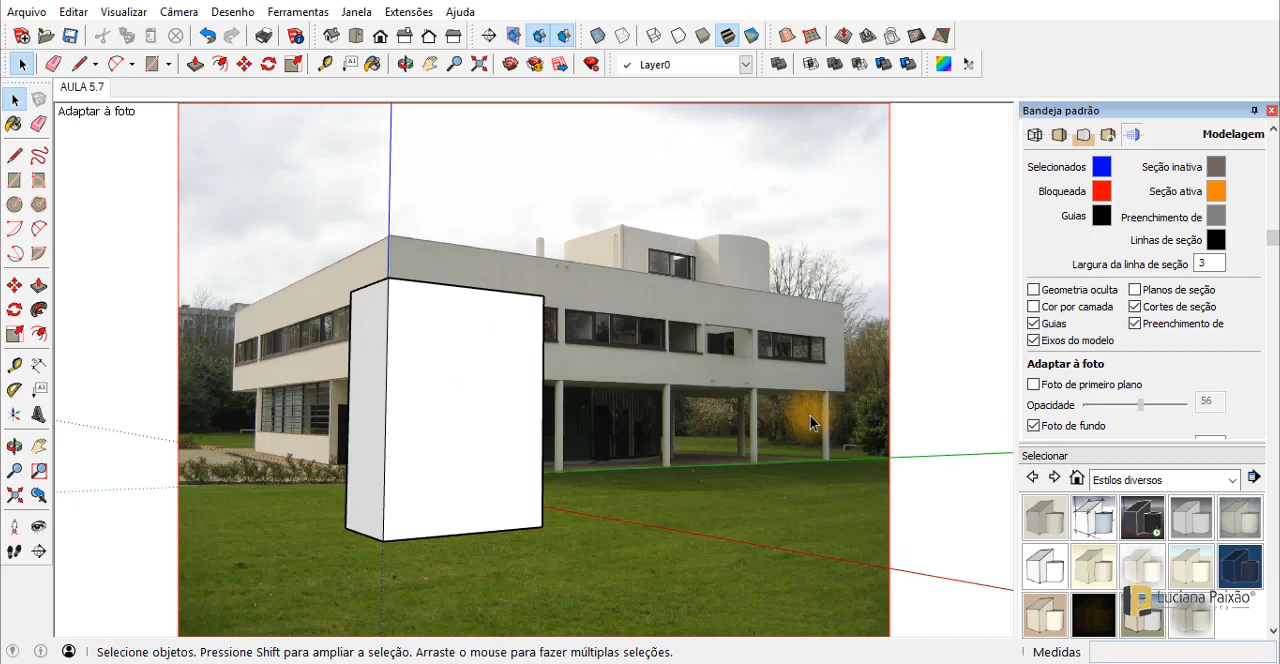 Arquivo Editar Visualizar Câmera Desenho Ferramentas Janela Extensões Ajuda
Layer0
AULA 5.7
Adaptar à foto
Bandeja padrão
Modelagem
Selecionados Seção inativa
Bloqueada Seção ativa
Guias Preenchimento de
Linhas de seção
Largura da linha de seção 3
Geometria oculta Planos de seção
Cor por camada Cortes de seção
Guias Preenchimento de
Eixos do modelo
Adaptar à foto
Foto de primeiro plano
Opacidade 56
Foto de fundo
Selecionar
Estilos diversos
Luciana Paixão®
Selecione objetos. Pressione Shift para ampliar a seleção. Arraste o mouse para fazer múltiplas seleções.
Medidas